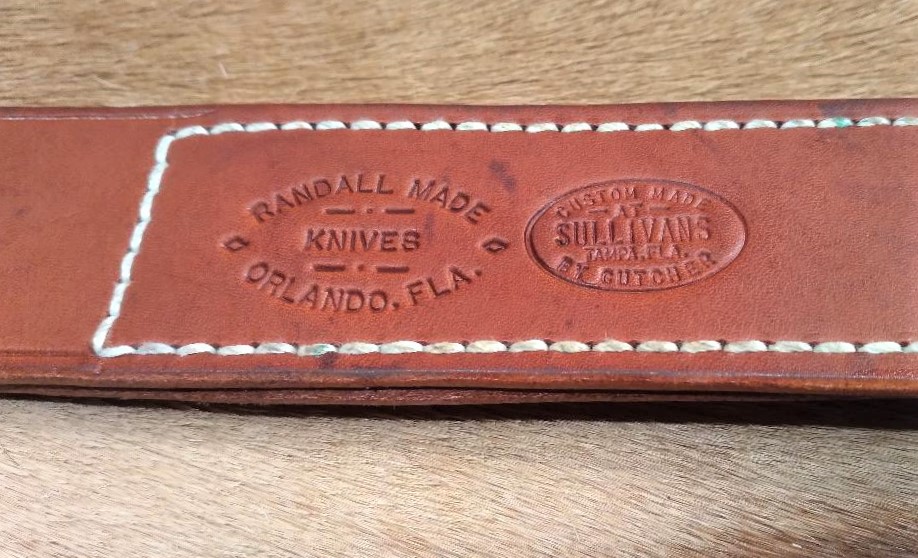 RANDALL MADE
KNIVES
ORLANDO, FLA.
CUSTOM MADE
AT
SULLIVANS
TAMPA, FLA.
BY GUTCHER